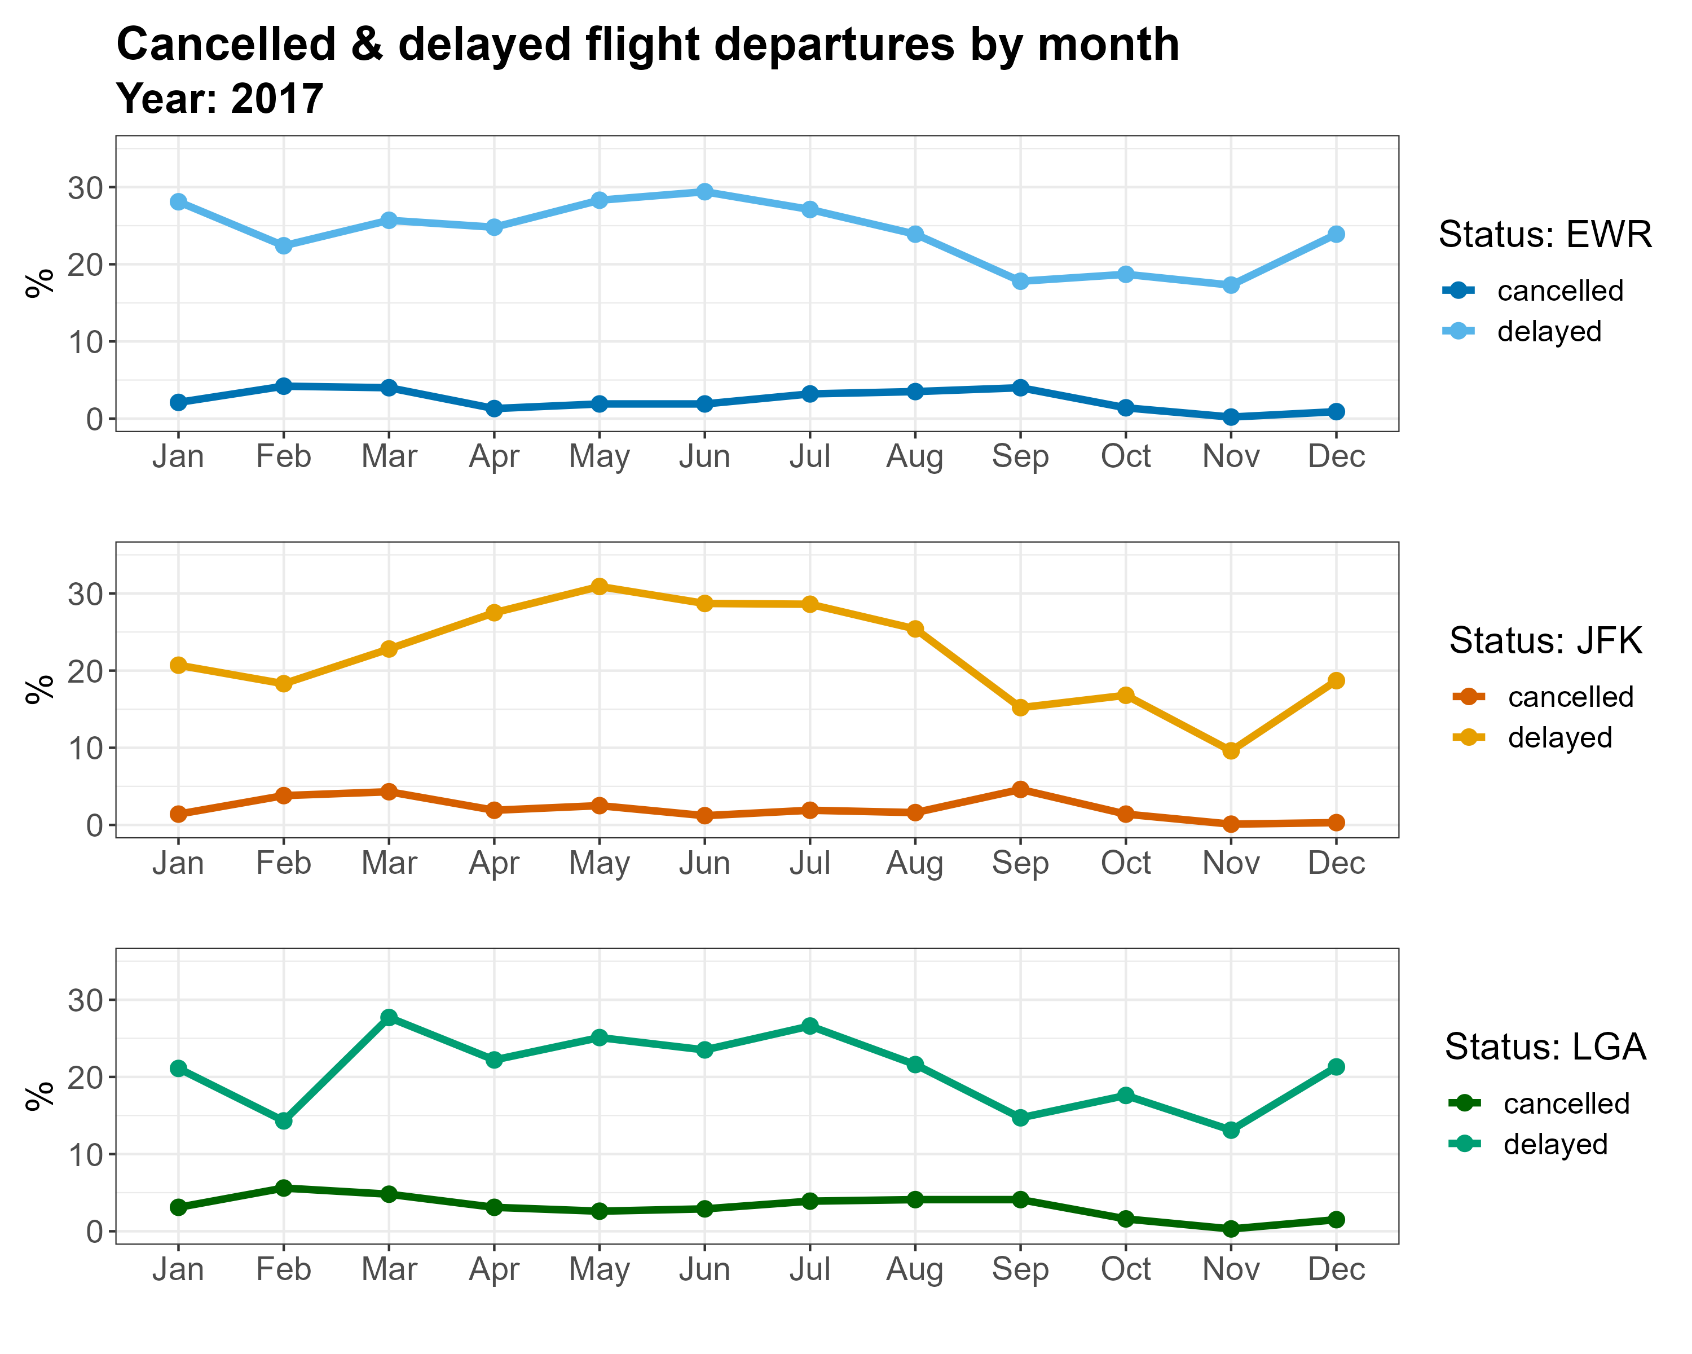 Cancelled & delayed flight departures by month
Year: 2017
%
30
20
10
0
Jan Feb Mar Apr May Jun Jul Aug Sep Oct Nov Dec
Status: EWR
cancelled
delayed
%
30
20
10
0
Jan Feb Mar Apr May Jun Jul Aug Sep Oct Nov Dec
Status: JFK
cancelled
delayed
%
30
20
10
0
Jan Feb Mar Apr May Jun Jul Aug Sep Oct Nov Dec
Status: LGA
cancelled
delayed